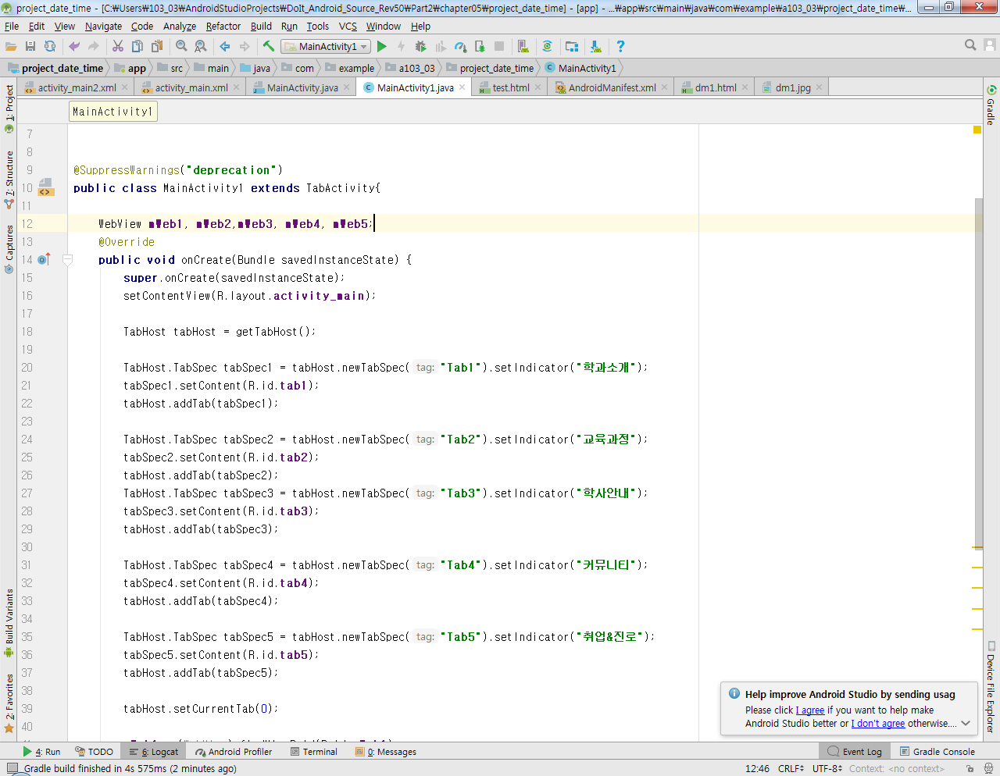 project_date_time - [C:₩Users₩103_03₩AndroidStudioProjects₩DoIt_Android_Source_Rev50₩Part2₩chapter05₩project_date_time] - [app] - ...₩app₩src₩main₩java₩com₩example₩a103_03₩project_date_time₩...
File Edit View Navigate Code Analyze Refactor Build Run Tools VCS Window Help
MainActivity1
project_date_time app src main java com example a103_03 project_date_time MainActivity1
activity_main2.xml activity_main.xml MainActivity.java MainActivity1.java test.html AndroidManifest.xml dm1.html dm1.jpg
MainActivity1
1: Project
7: Structure
Captures
Build Variants
2: Favorites
Gradle
Device File Explorer
7
8
9 @SuppressWarnings("deprecation")
10 public class MainActivity1 extends TabActivity{
11
12 WebView mWeb1, mWeb2,mWeb3, mWeb4, mWeb5;
13 @Override
14 public void onCreate(Bundle savedInstanceState) {
15 super.onCreate(savedInstanceState);
16 setContentView(R.layout.activity_main);
17
18 TabHost tabHost = getTabHost();
19
20 TabHost.TabSpec tabSpec1 = tabHost.newTabSpec( tag: "Tab1").setIndicator("학과소개");
21 tabSpec1.setContent(R.id.tab1);
22 tabHost.addTab(tabSpec1);
23
24 TabHost.TabSpec tabSpec2 = tabHost.newTabSpec( tag: "Tab2").setIndicator("교육과정");
25 tabSpec2.setContent(R.id.tab2);
26 tabHost.addTab(tabSpec2);
27 TabHost.TabSpec tabSpec3 = tabHost.newTabSpec( tag: "Tab3").setIndicator("학사안내");
28 tabSpec3.setContent(R.id.tab3);
29 tabHost.addTab(tabSpec3);
30
31 TabHost.TabSpec tabSpec4 = tabHost.newTabSpec( tag: "Tab4").setIndicator("커뮤니티");
32 tabSpec4.setContent(R.id.tab4);
33 tabHost.addTab(tabSpec4);
34
35 TabHost.TabSpec tabSpec5 = tabHost.newTabSpec( tag: "Tab5").setIndicator("취업&진로");
36 tabSpec5.setContent(R.id.tab5);
37 tabHost.addTab(tabSpec5);
38
39 tabHost.setCurrentTab(0);
40
Help improve Android Studio by sending usag
Please click I agree if you want to help make
Android Studio better or I don't agree otherwise....
4: Run TODO 6: Logcat Android Profiler Terminal 0: Messages Event Log Gradle Console
Gradle build finished in 4s 575ms (2 minutes ago) 12:46 CRLF UTF-8 Context: <no context>